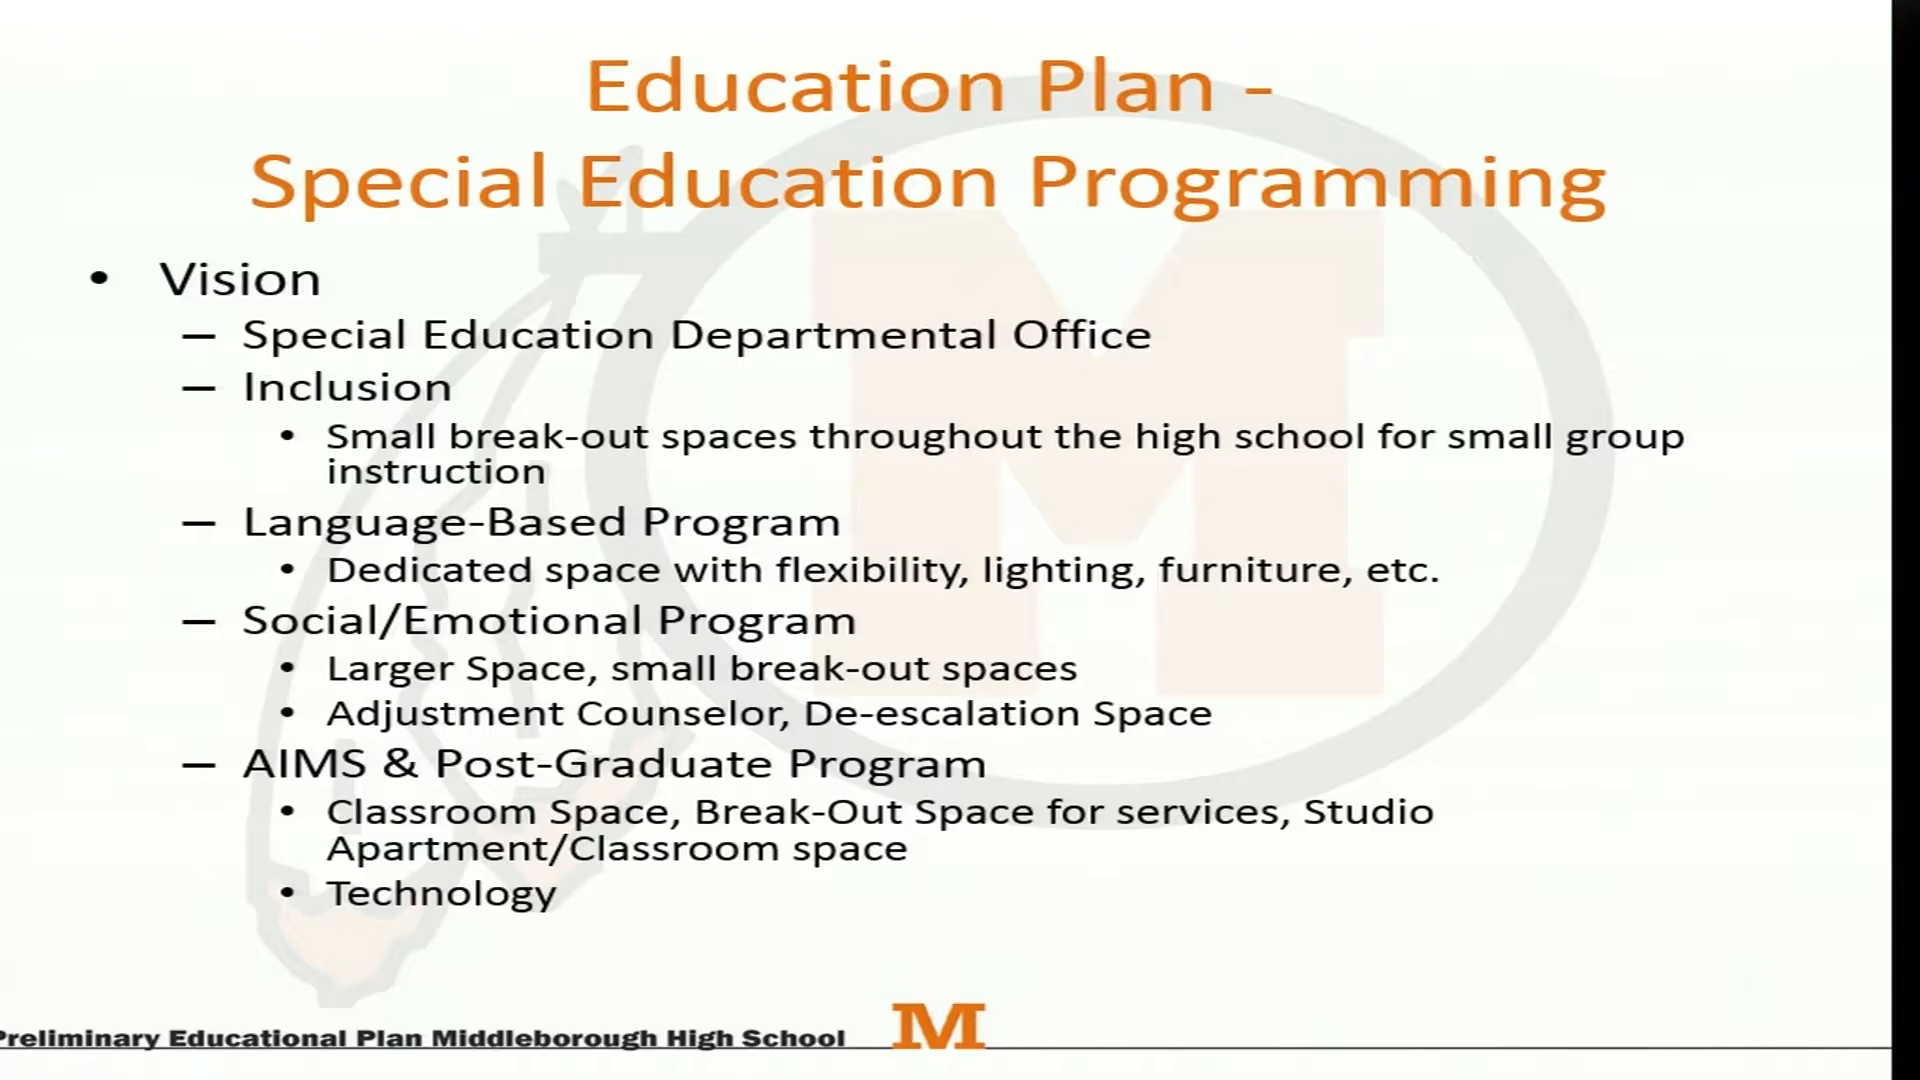 Education Plan -
Special Education Programming
• Vision
– Special Education Departmental Office
– Inclusion
• Small break-out spaces throughout the high school for small group
instruction
– Language-Based Program
• Dedicated space with flexibility, lighting, furniture, etc.
– Social/Emotional Program
• Larger Space, small break-out spaces
• Adjustment Counselor, De-escalation Space
– AIMS & Post-Graduate Program
• Classroom Space, Break-Out Space for services, Studio
Apartment/Classroom space
• Technology
Preliminary Educational Plan Middleborough High School M